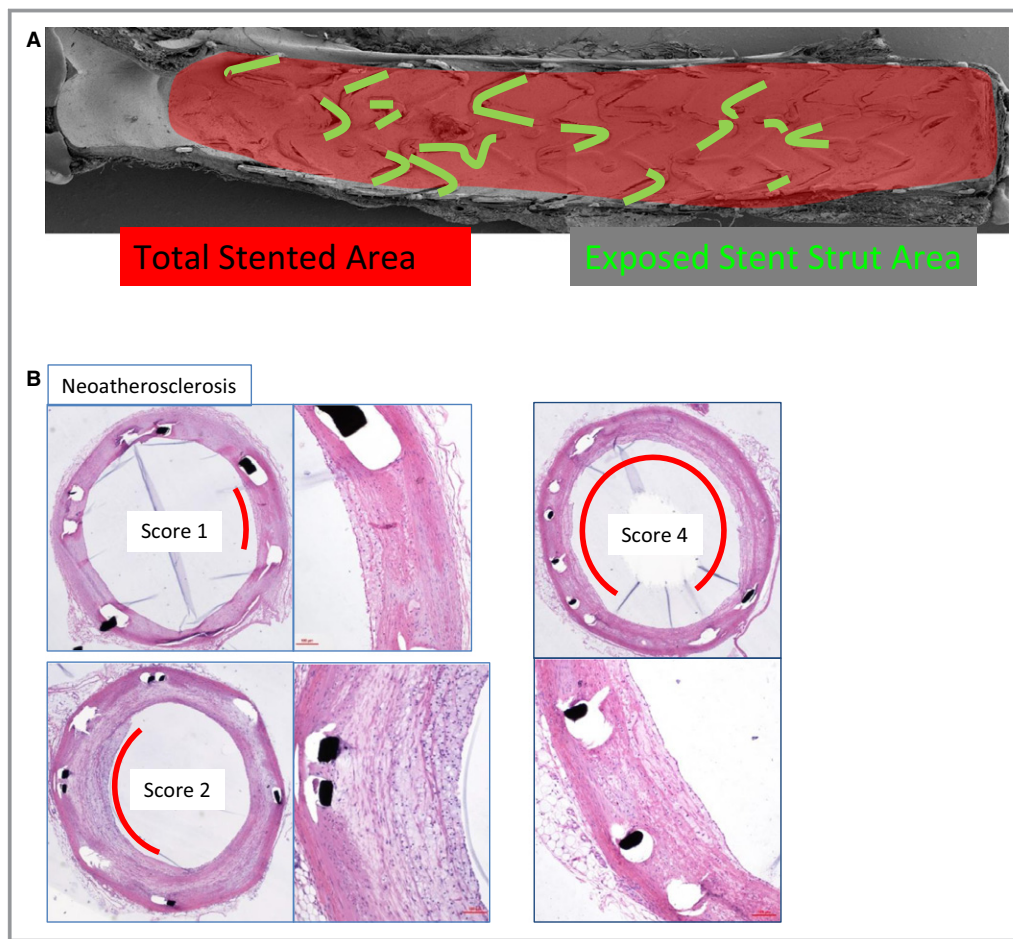 A
Total Stented Area
Exposed Stent Strut Area
B
Neoatherosclerosis
Score 1
Score 4
Score 2